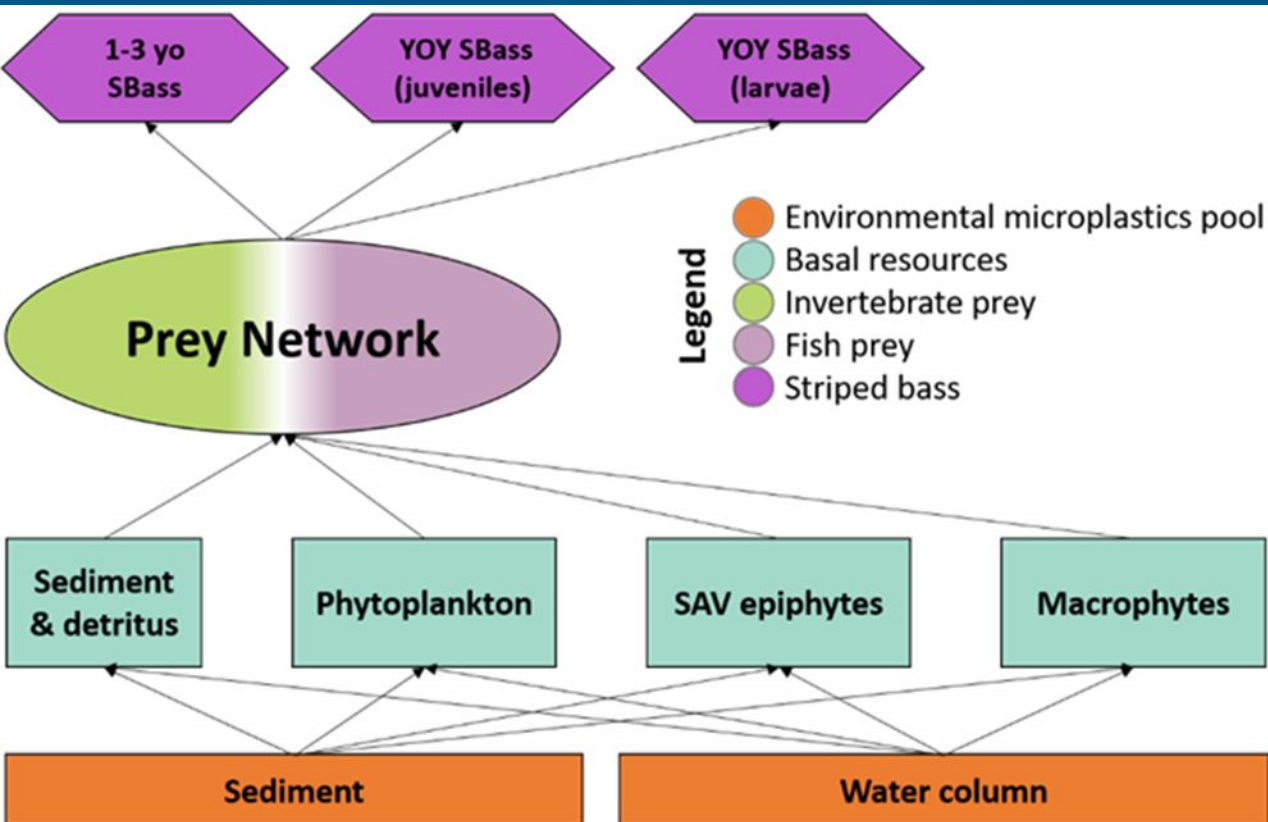 1-3 yo
SBass
YOY SBass
(juveniles)
YOY SBass
(larvae)
Legend
Environmental microplastics pool
Basal resources
Invertebrate prey
Fish prey
Striped bass
Prey Network
Sediment
& detritus
Phytoplankton
SAV epiphytes
Macrophytes
Sediment
Water column